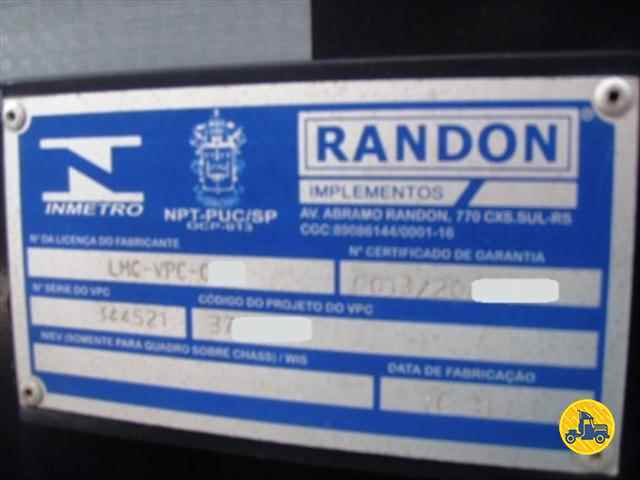 INMETRO
NPT-PUC/SP
OCP-013
RANDON
IMPLEMENTOS
AV. ABRAMO RANDON, 770 CXS.SUL-RS
CGC:89086144/0001-16
Nº DA LICENÇA DO FABRICANTE
LMC-VPC-0
Nº CERTIFICADO DE GARANTIA
Nº SÉRIE DO VPC
344521
CÓDIGO DO PROJETO DO VPC
37
NIEV (SOMENTE PARA QUADRO SOBRE CHASS) / WIS
DATA DE FABRICAÇÃO